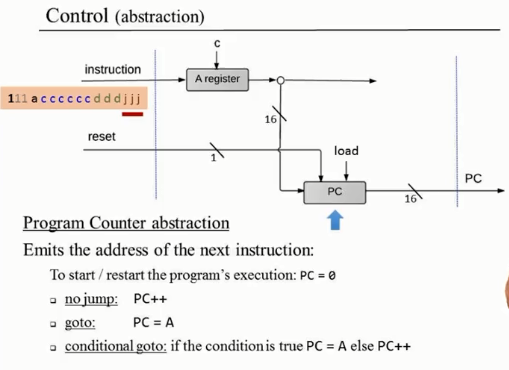 Control (abstraction)
c
instruction
A register
111 a c c c c c c d d d j j j
16
reset
1
load
PC
PC
16
Program Counter abstraction
Emits the address of the next instruction:
To start / restart the program's execution: PC = 0
no jump: PC++
goto: PC = A
conditional goto: if the condition is true PC = A else PC++